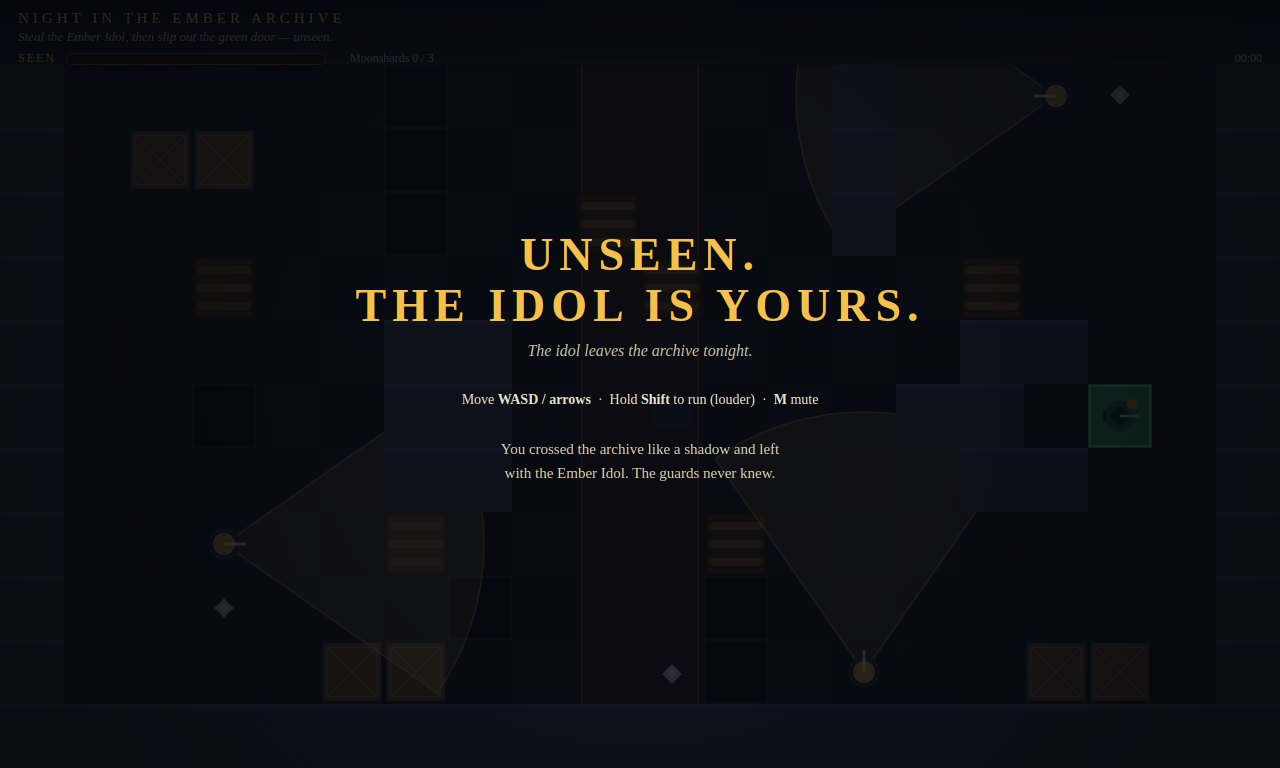 NIGHT IN THE EMBER ARCHIVE
Steal the Ember Idol, then slip out the green door — unseen.
SEEN
Moonshards 0 / 3
00:00
UNSEEN.
THE IDOL IS YOURS.
The idol leaves the archive tonight.
Move WASD / arrows · Hold Shift to run (louder) · M mute
You crossed the archive like a shadow and left
with the Ember Idol. The guards never knew.